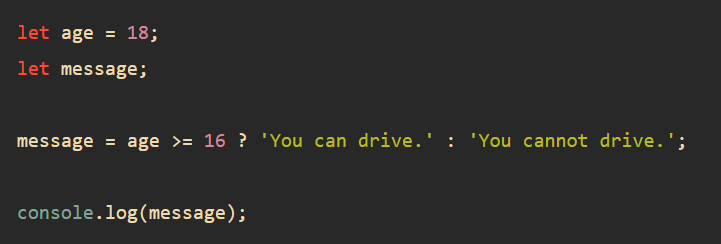 let age = 18;
let message;
message = age >= 16 ? 'You can drive.' : 'You cannot drive.';
console.log(message);